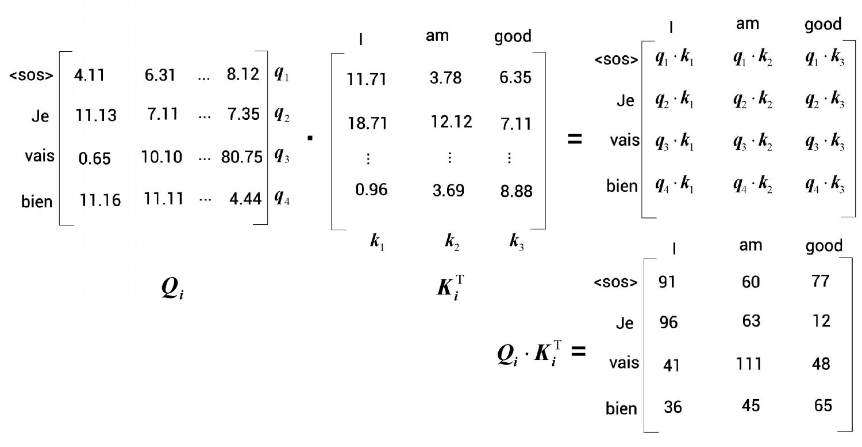 I am good
<sos> 4.11 6.31 ... 8.12 q₁
Je 11.13 7.11 ... 7.35 q₂
vais 0.65 10.10 ... 80.75 q₃
bien 11.16 11.11 ... 4.44 q₄
Qᵢ
·
11.71 3.78 6.35
18.71 12.12 7.11
⋮ ⋮ ⋮
0.96 3.69 8.88
k₁ k₂ k₃
Kᵢᵀ
=
I am good
<sos> q₁·k₁ q₁·k₂ q₁·k₃
Je q₂·k₁ q₂·k₂ q₂·k₃
vais q₃·k₁ q₃·k₂ q₃·k₃
bien q₄·k₁ q₄·k₂ q₄·k₃
Qᵢ·Kᵢᵀ =
I am good
<sos> 91 60 77
Je 96 63 12
vais 41 111 48
bien 36 45 65